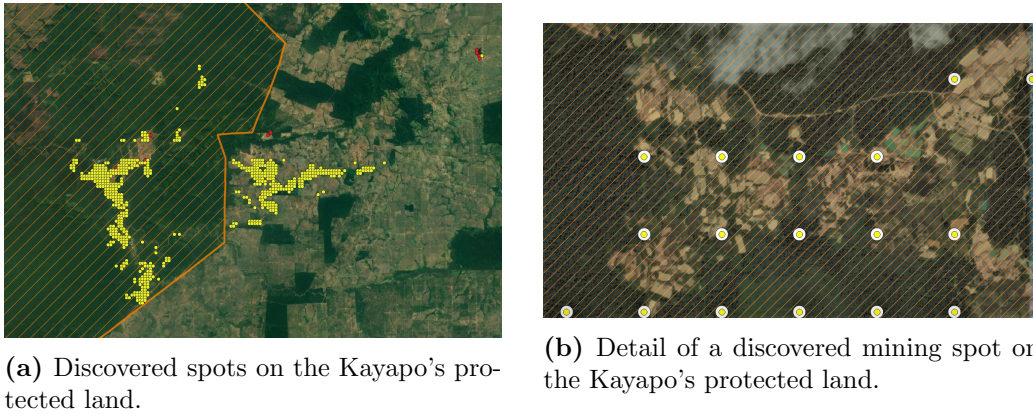 (a) Discovered spots on the Kayapo's pro-
tected land.
(b) Detail of a discovered mining spot on
the Kayapo's protected land.